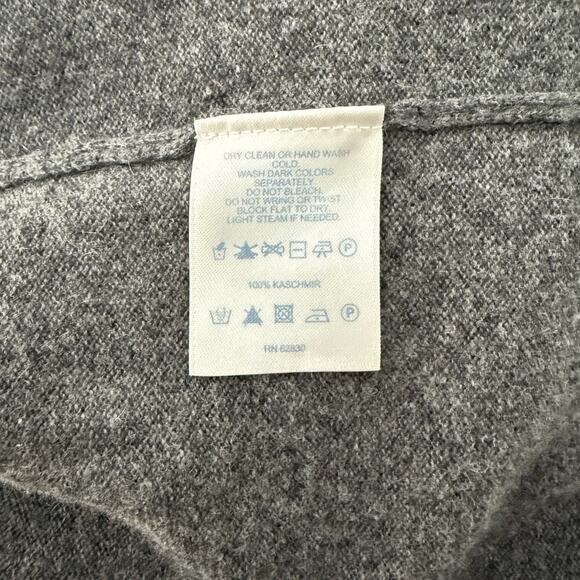 DRY CLEAN OR HAND WASH
COLD.
WASH DARK COLORS
SEPARATELY.
DO NOT BLEACH.
DO NOT WRING OR TWIST
BLOCK FLAT TO DRY.
LIGHT STEAM IF NEEDED.
P
100% KASCHMIR
P
RN 62830